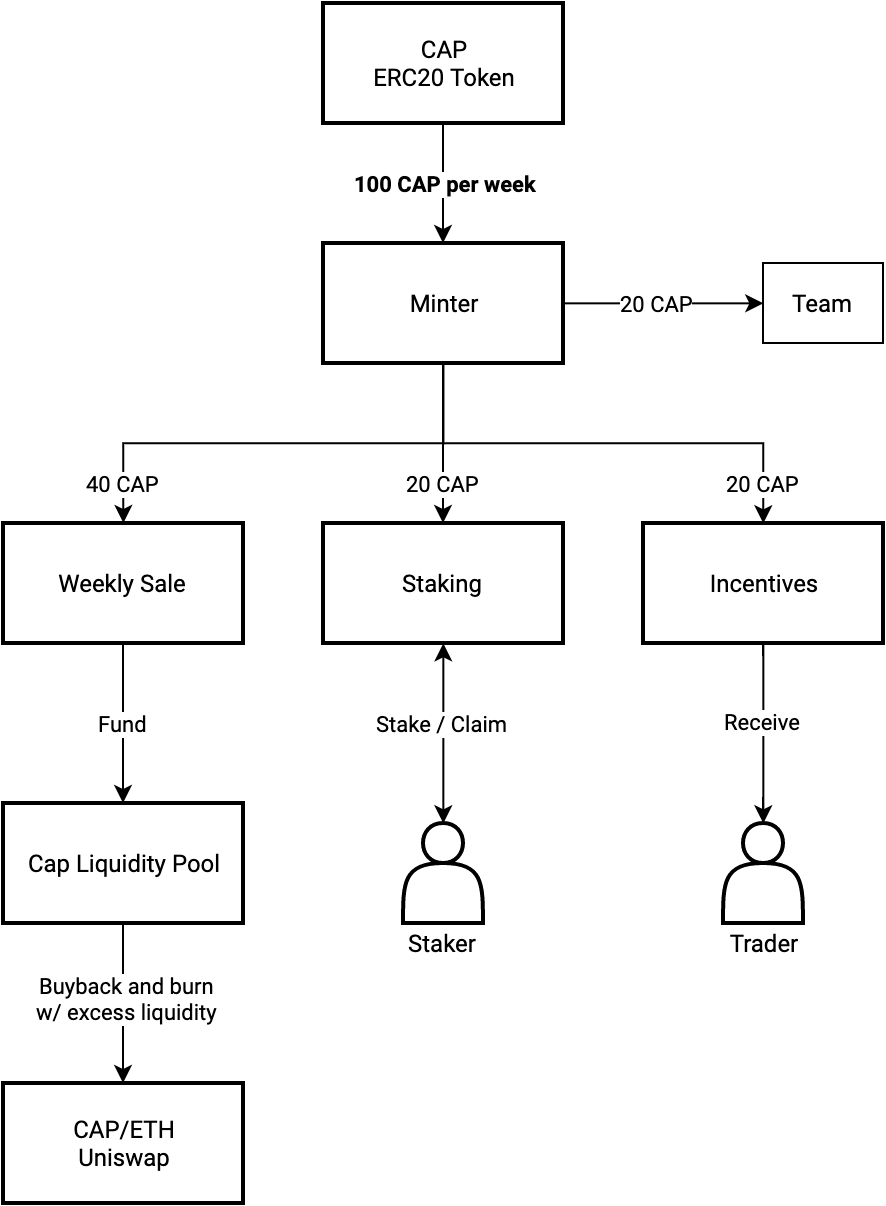 CAP
ERC20 Token
100 CAP per week
Minter
20 CAP
Team
40 CAP
20 CAP
20 CAP
Weekly Sale
Staking
Incentives
Fund
Stake / Claim
Receive
Cap Liquidity Pool
Staker
Trader
Buyback and burn
w/ excess liquidity
CAP/ETH
Uniswap